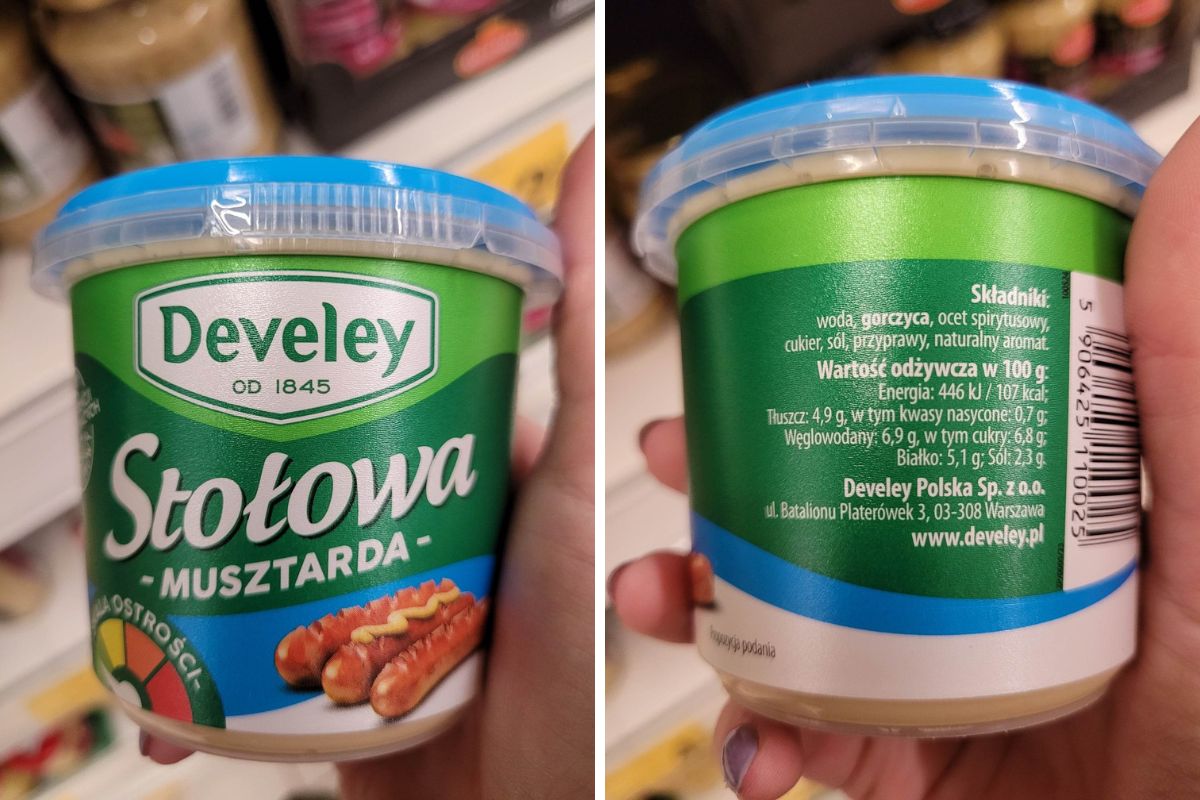 Develey
OD 1845
Stołowa
- MUSZTARDA -
OSTROŚCI -
Składniki:
woda, gorczyca, ocet spirytusowy,
cukier, sól, przyprawy, naturalny aromat.
Wartość odżywcza w 100 g:
Energia: 446 kJ / 107 kcal;
Tłuszcz: 4,9 g, w tym kwasy nasycone: 0,7 g;
Węglowodany: 6,9 g, w tym cukry: 6,8 g;
Białko: 5,1 g; Sól: 2,3 g.
Develey Polska Sp. z o.o.
ul. Batalionu Platerówek 3, 03-308 Warszawa
www.develey.pl
5 906425 110025
Propozycja podania